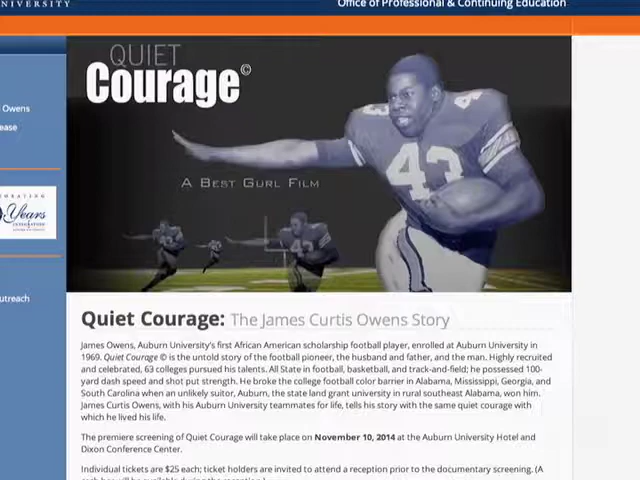 IVERSITY
Office of Professional & Continuing Education
QUIET
Courage©
A BEST GURL FILM
43
43
Owens
ease
Years
utreach
Quiet Courage: The James Curtis Owens Story
James Owens, Auburn University's first African American scholarship football player, enrolled at Auburn University in
1969. Quiet Courage © is the untold story of the football pioneer, the husband and father, and the man. Highly recruited
and celebrated, 63 colleges pursued his talents. All State in football, basketball, and track-and-field; he possessed 100-
yard dash speed and shot put strength. He broke the college football color barrier in Alabama, Mississippi, Georgia, and
South Carolina when an unlikely suitor, Auburn, the state land grant university in rural southeast Alabama, won him.
James Curtis Owens, with his Auburn University teammates for life, tells his story with the same quiet courage with
which he lived his life.
The premiere screening of Quiet Courage will take place on November 10, 2014 at the Auburn University Hotel and
Dixon Conference Center.
Individual tickets are $25 each; ticket holders are invited to attend a reception prior to the documentary screening. (A